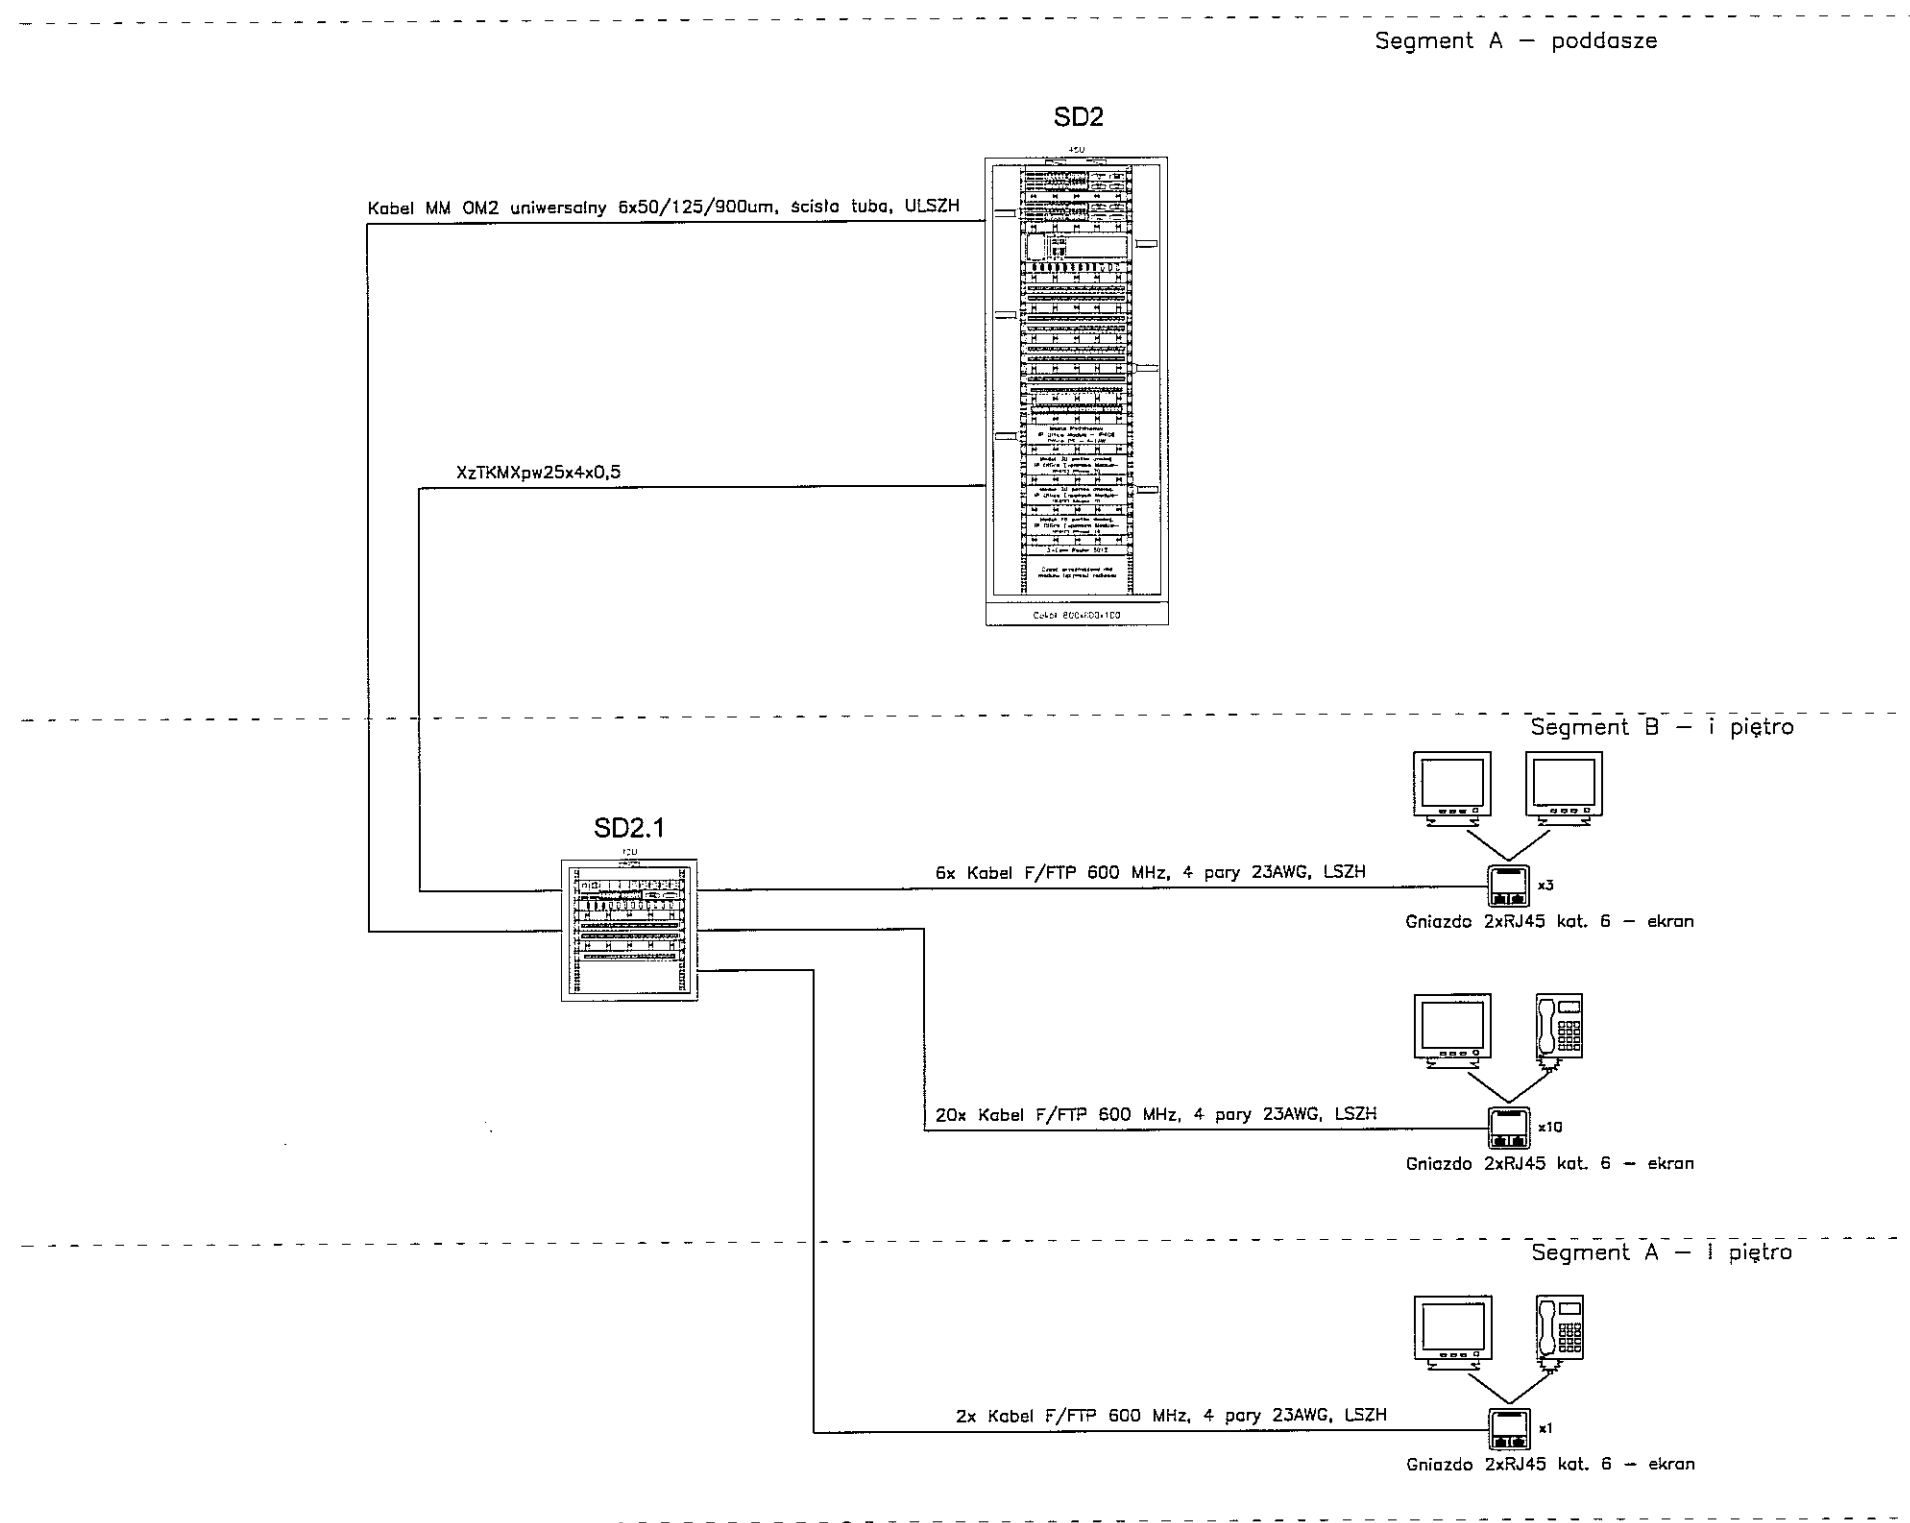 Segment A – poddasze
SD2
45U
Kabel MM OM2 uniwersalny 6x50/125/900um, ścisła tuba, ULSZH
XzTKMXpw25x4x0,5
Cokół 800x800x100
Segment B – i piętro
SD2.1
6x Kabel F/FTP 600 MHz, 4 pary 23AWG, LSZH
x3
Gniazdo 2xRJ45 kat. 6 – ekran
20x Kabel F/FTP 600 MHz, 4 pary 23AWG, LSZH
x10
Gniazdo 2xRJ45 kat. 6 – ekran
Segment A – I piętro
2x Kabel F/FTP 600 MHz, 4 pary 23AWG, LSZH
x1
Gniazdo 2xRJ45 kat. 6 – ekran